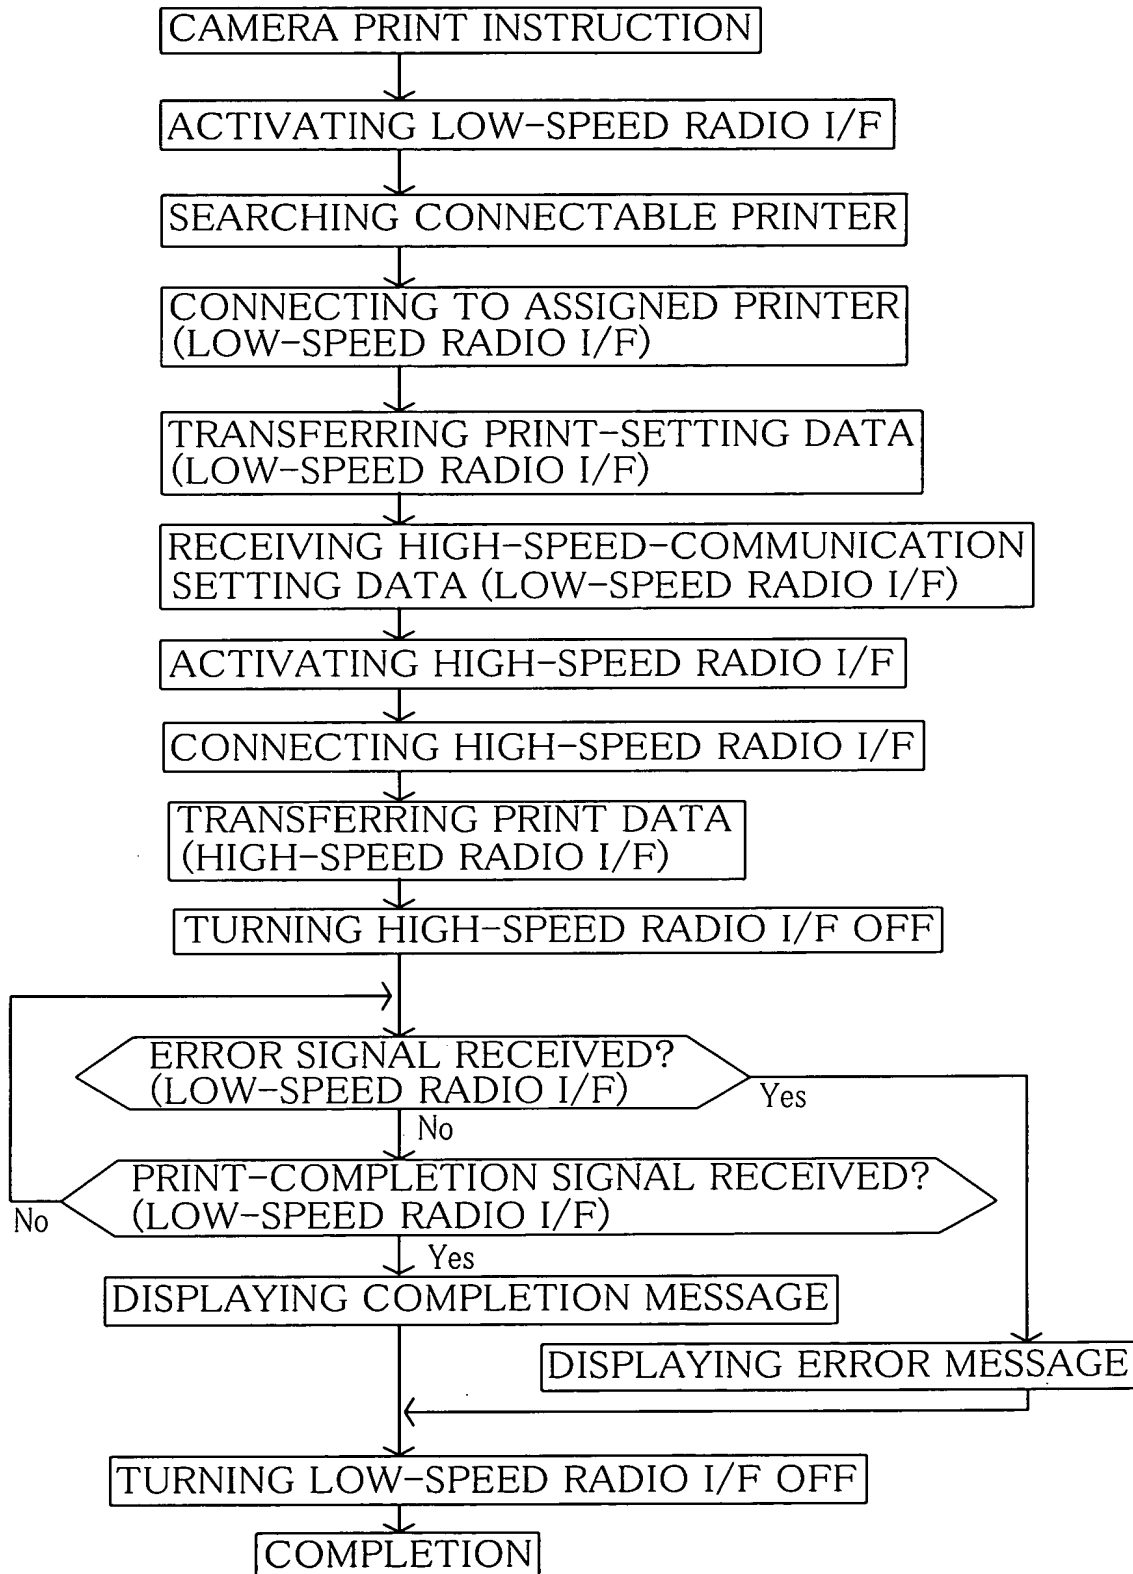 CAMERA PRINT INSTRUCTION
ACTIVATING LOW-SPEED RADIO I/F
SEARCHING CONNECTABLE PRINTER
CONNECTING TO ASSIGNED PRINTER
(LOW-SPEED RADIO I/F)
TRANSFERRING PRINT-SETTING DATA
(LOW-SPEED RADIO I/F)
RECEIVING HIGH-SPEED-COMMUNICATION
SETTING DATA (LOW-SPEED RADIO I/F)
ACTIVATING HIGH-SPEED RADIO I/F
CONNECTING HIGH-SPEED RADIO I/F
TRANSFERRING PRINT DATA
(HIGH-SPEED RADIO I/F)
TURNING HIGH-SPEED RADIO I/F OFF
ERROR SIGNAL RECEIVED?
(LOW-SPEED RADIO I/F)
Yes
No
PRINT-COMPLETION SIGNAL RECEIVED?
(LOW-SPEED RADIO I/F)
No
Yes
DISPLAYING COMPLETION MESSAGE
DISPLAYING ERROR MESSAGE
TURNING LOW-SPEED RADIO I/F OFF
COMPLETION